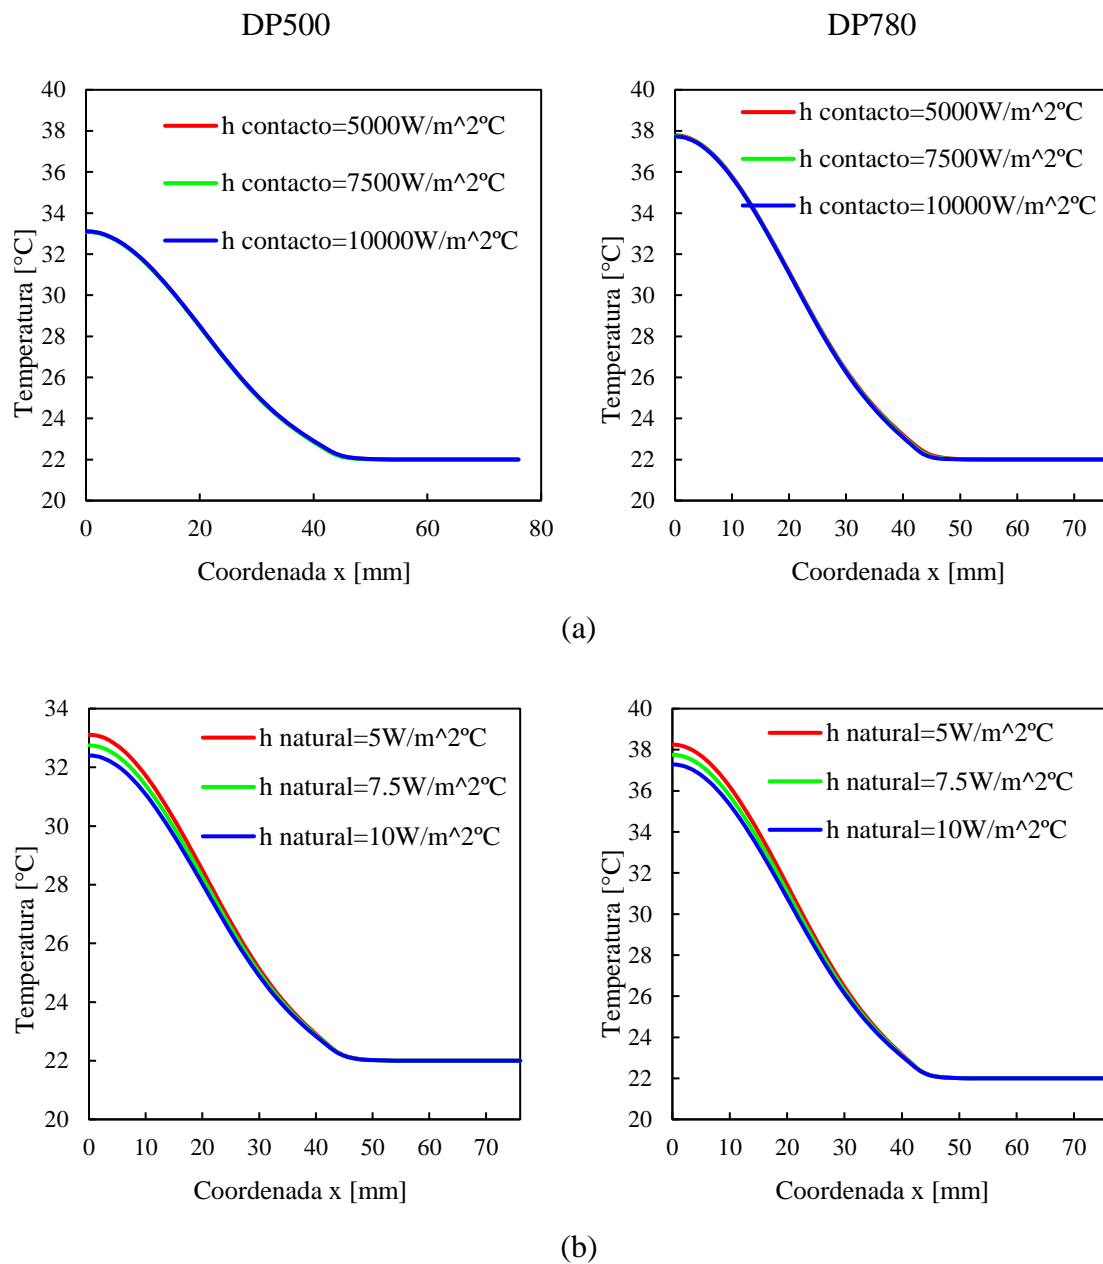 DP500
DP780
40
38
36
34
32
30
28
26
24
22
20
Temperatura [°C]
h contacto=5000W/m^2ºC
h contacto=7500W/m^2ºC
h contacto=10000W/m^2ºC
0 20 40 60 80
Coordenada x [mm]
40
38
36
34
32
30
28
26
24
22
20
Temperatura [°C]
h contacto=5000W/m^2ºC
h contacto=7500W/m^2ºC
h contacto=10000W/m^2ºC
0 10 20 30 40 50 60 70
Coordenada x [mm]
(a)
34
32
30
28
26
24
22
20
Temperatura [°C]
h natural=5W/m^2ºC
h natural=7.5W/m^2ºC
h natural=10W/m^2ºC
0 10 20 30 40 50 60 70
Coordenada x [mm]
40
38
36
34
32
30
28
26
24
22
20
Temperatura [°C]
h natural=5W/m^2ºC
h natural=7.5W/m^2ºC
h natural=10W/m^2ºC
0 10 20 30 40 50 60 70
Coordenada x [mm]
(b)